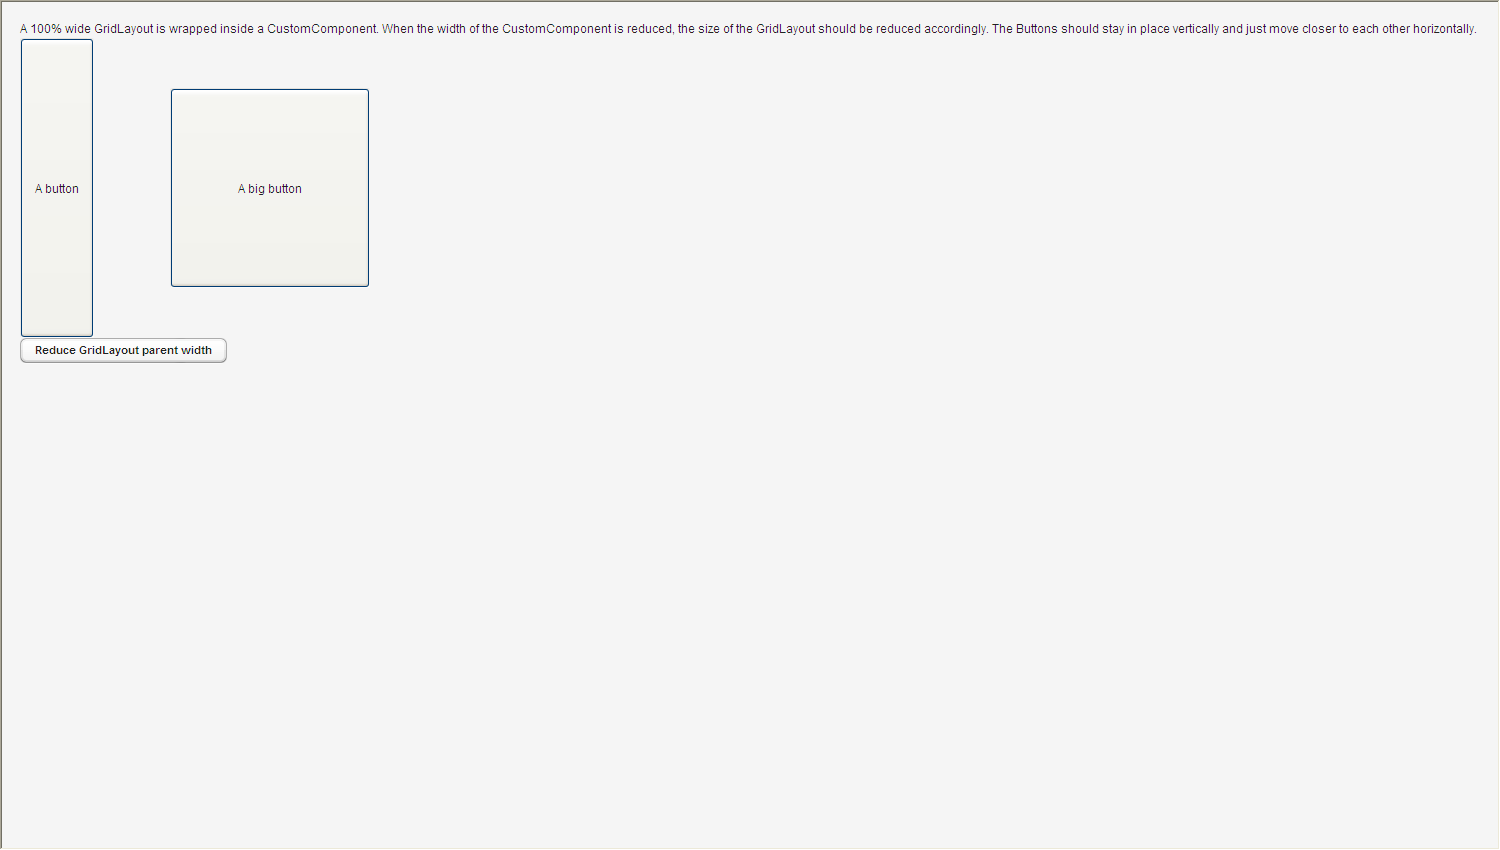 A 100% wide GridLayout is wrapped inside a CustomComponent. When the width of the CustomComponent is reduced, the size of the GridLayout should be reduced accordingly. The Buttons should stay in place vertically and just move closer to each other horizontally.
A button
A big button
Reduce GridLayout parent width